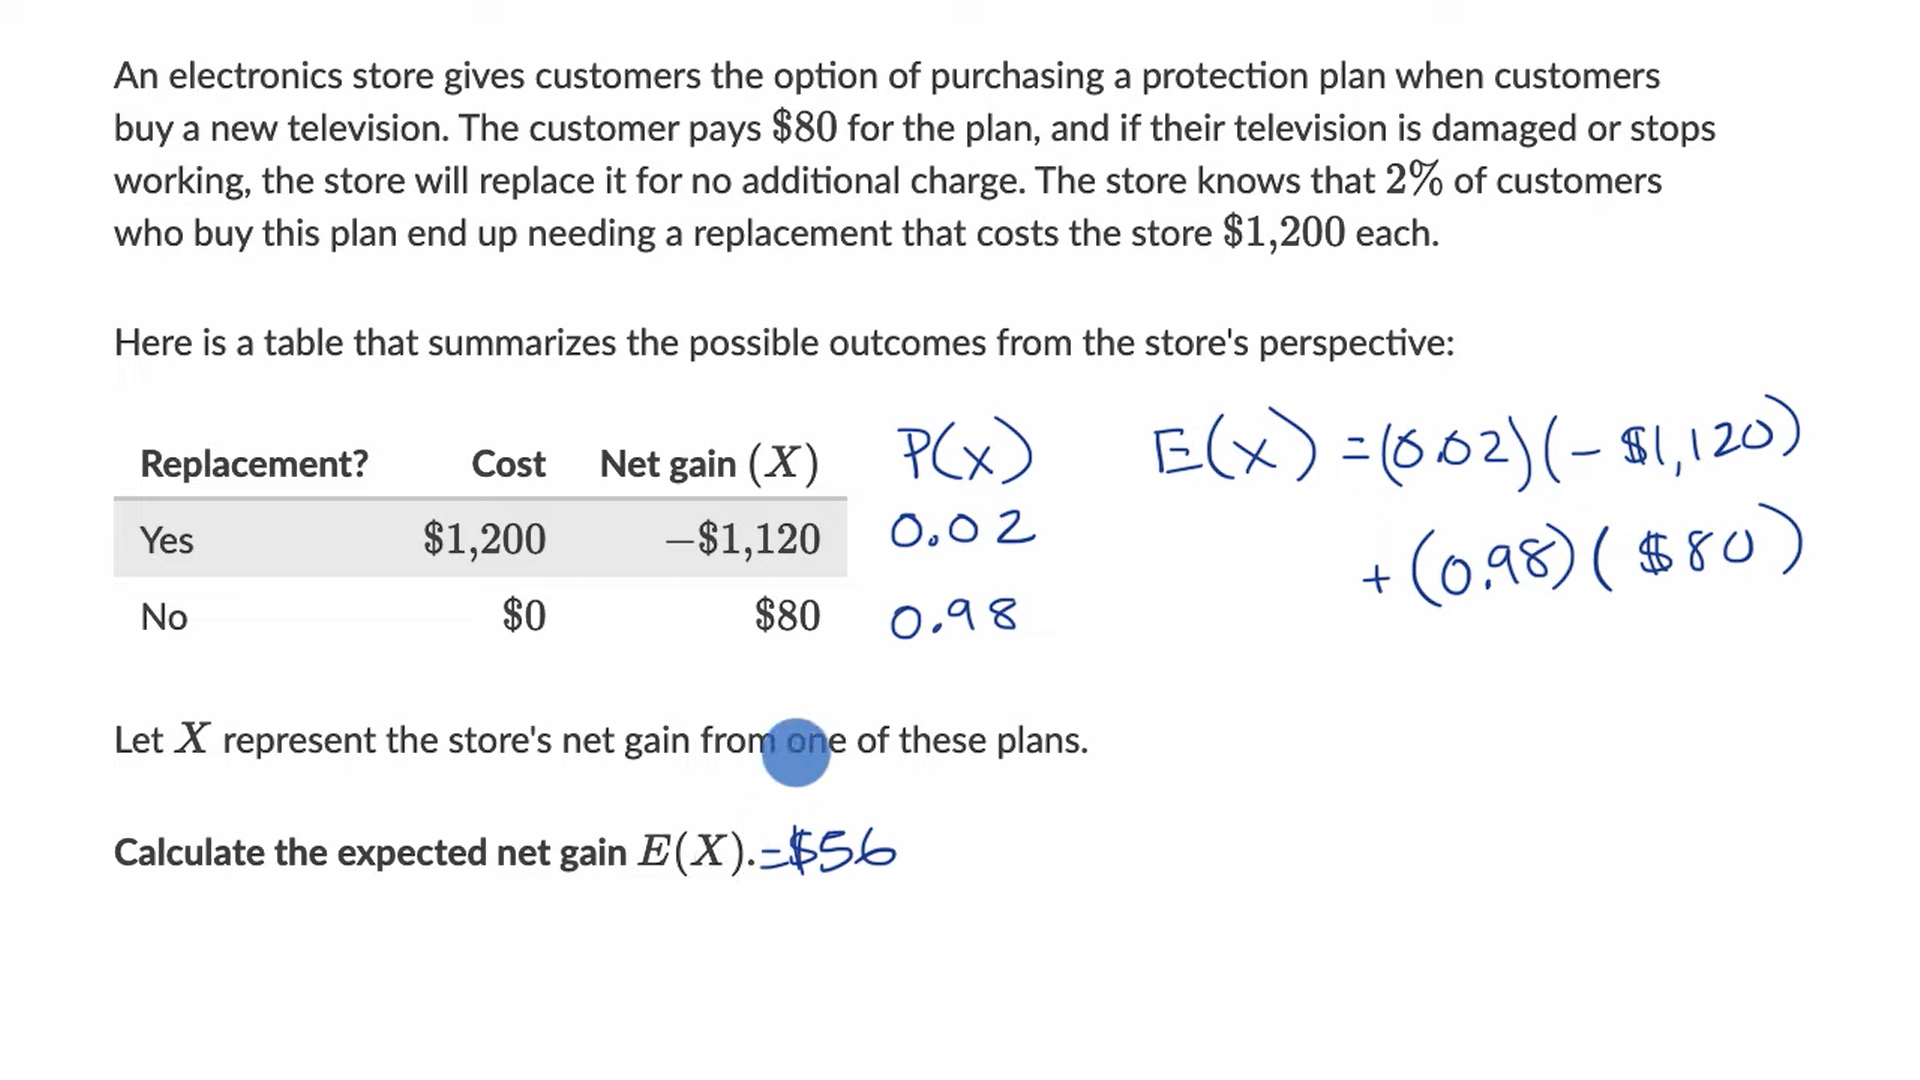 An electronics store gives customers the option of purchasing a protection plan when customers
buy a new television. The customer pays $80 for the plan, and if their television is damaged or stops
working, the store will replace it for no additional charge. The store knows that 2% of customers
who buy this plan end up needing a replacement that costs the store $1,200 each.
Here is a table that summarizes the possible outcomes from the store's perspective:
Replacement? Cost Net gain (X) P(x)
Yes $1,200 −$1,120 0.02
No $0 $80 0.98
E(x) = (0.02)(- $1,120)
+ (0.98) ( $80 )
Let X represent the store's net gain from one of these plans.
Calculate the expected net gain E(X). = $56